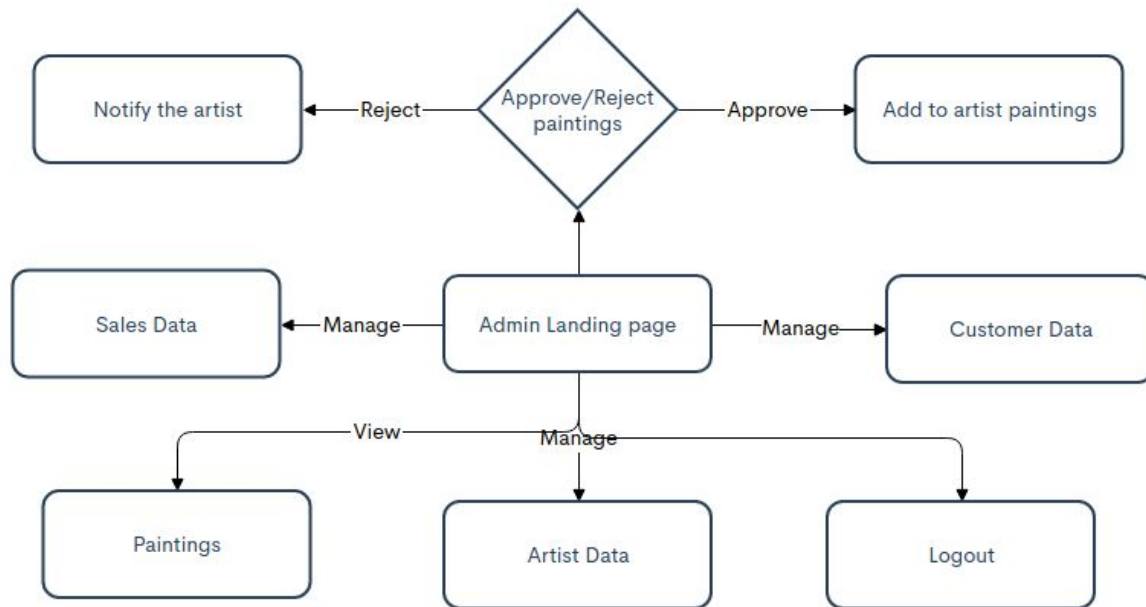 Approve/Reject
paintings
Notify the artist
Reject
Approve
Add to artist paintings
Sales Data
Manage
Admin Landing page
Manage
Customer Data
View
Manage
Paintings
Artist Data
Logout